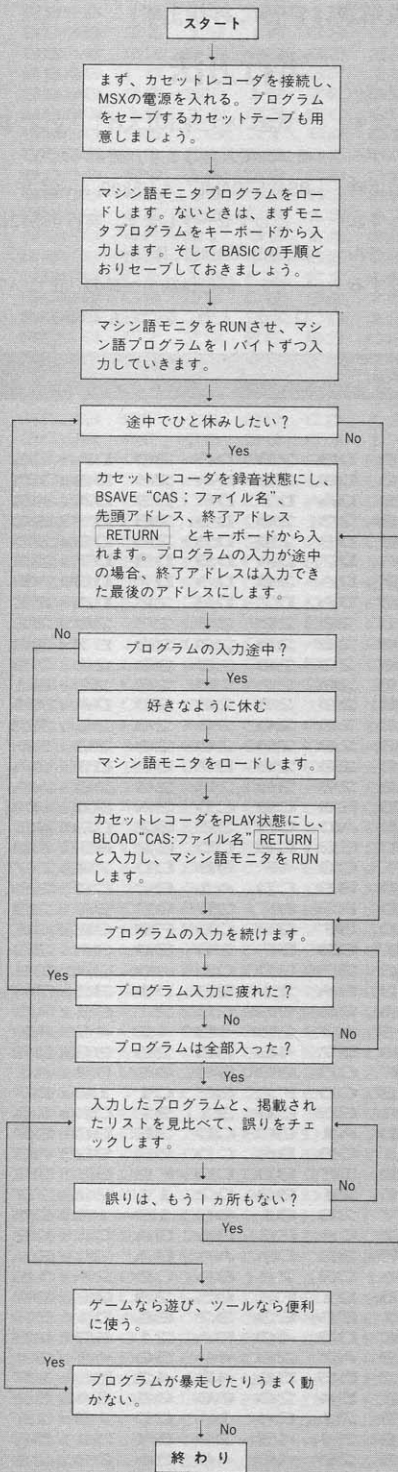 スタート
まず、カセットレコーダを接続し、
MSXの電源を入れる。プログラム
をセーブするカセットテープも用
意しましょう。
マシン語モニタプログラムをロー
ドします。ないときは、まずモニ
タプログラムをキーボードから入
力します。そしてBASICの手順ど
おりセーブしておきましょう。
マシン語モニタをRUNさせ、マシ
ン語プログラムを1バイトずつ入
力していきます。
途中でひと休みしたい?
No
Yes
カセットレコーダを録音状態にし、
BSAVE “CAS:ファイル名”、
先頭アドレス、終了アドレス
RETURN とキーボードから入
れます。プログラムの入力が途中
の場合、終了アドレスは入力でき
た最後のアドレスにします。
No
プログラムの入力途中?
Yes
好きなように休む
マシン語モニタをロードします。
カセットレコーダをPLAY状態にし、
BLOAD“CAS:ファイル名” RETURN
と入力し、マシン語モニタをRUN
します。
プログラムの入力を続けます。
Yes
プログラム入力に疲れた?
No
プログラムは全部入った?
No
Yes
入力したプログラムと、掲載され
たリストを見比べて、誤りをチェ
ックします。
No
誤りは、もう1ヵ所もない?
Yes
ゲームなら遊び、ツールなら便利
に使う。
Yes
プログラムが暴走したりうまく動
かない。
No
終わり